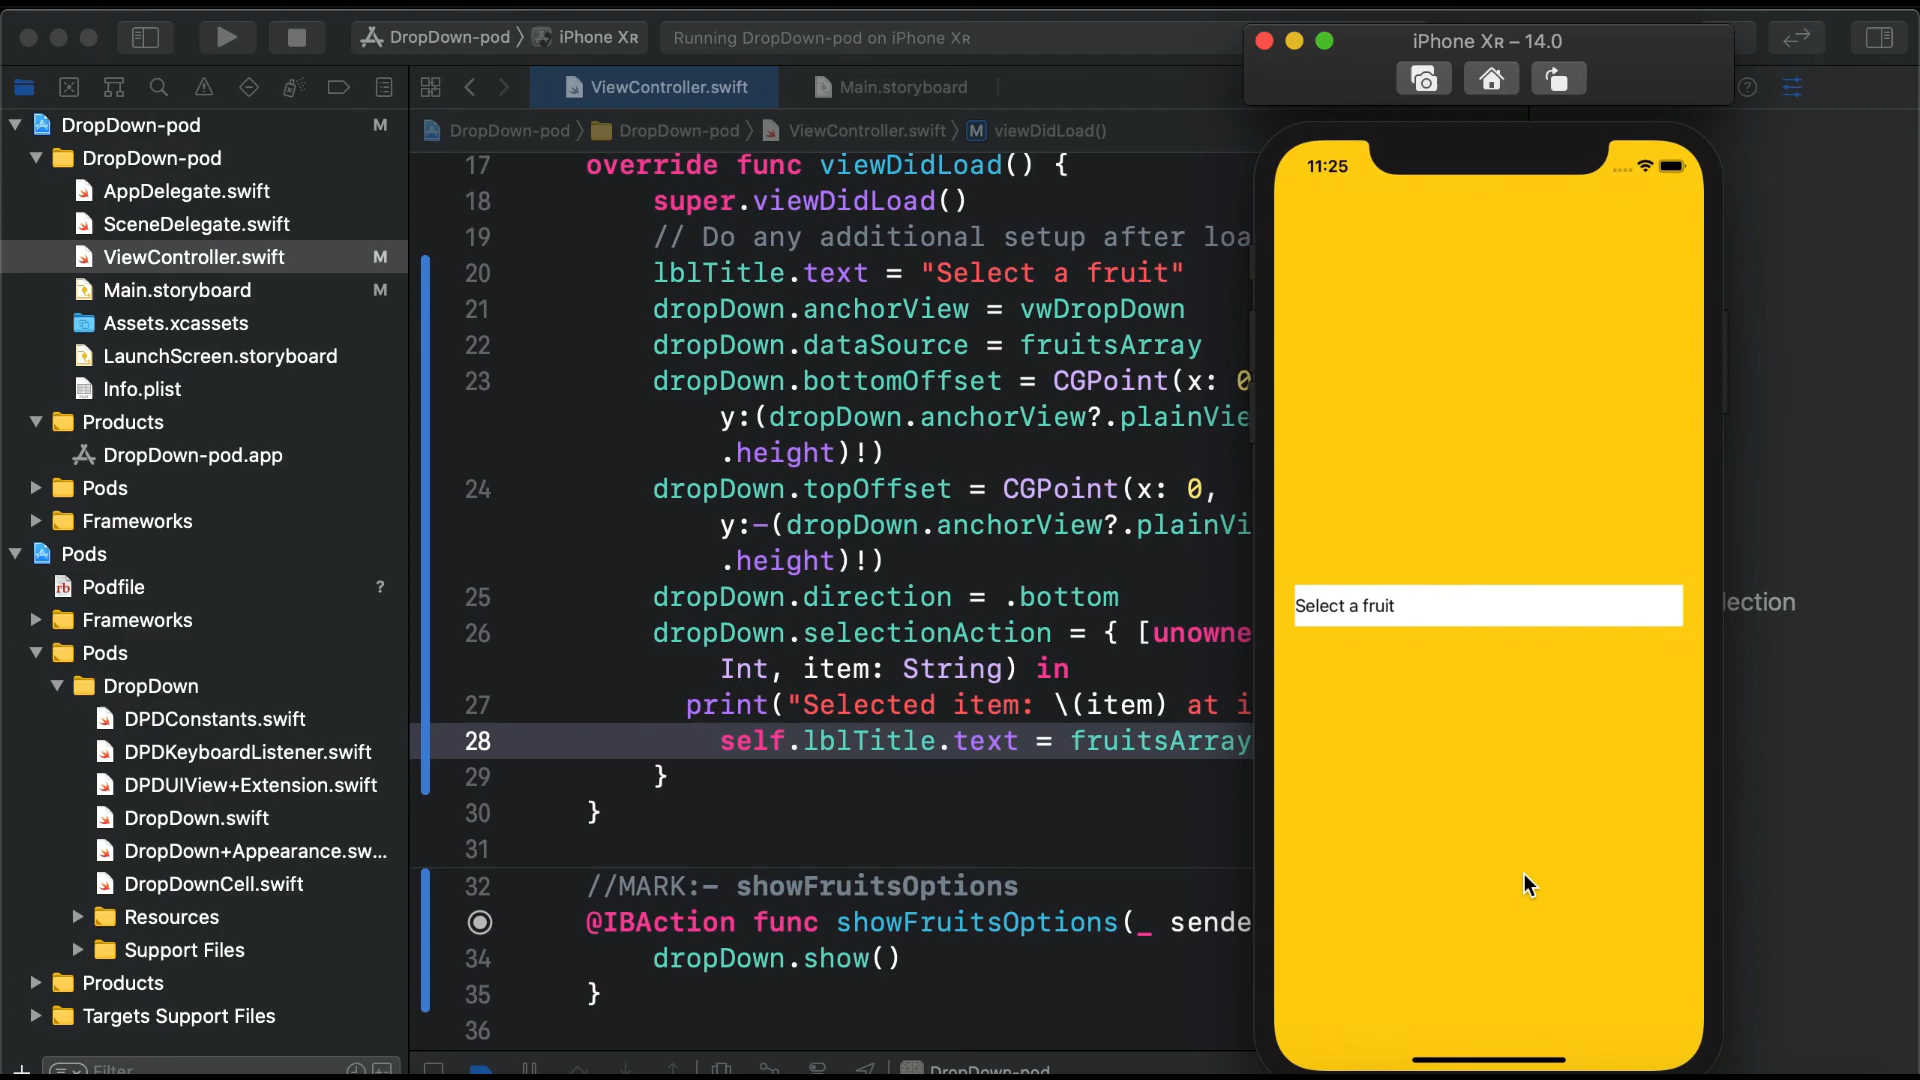 DropDown-pod 〉 iPhone XR
Running DropDown-pod on iPhone XR
iPhone XR – 14.0
ViewController.swift
Main.storyboard
DropDown-pod 〉 DropDown-pod 〉 ViewController.swift 〉 M viewDidLoad()
DropDown-pod M
DropDown-pod
AppDelegate.swift
SceneDelegate.swift
ViewController.swift M
Main.storyboard M
Assets.xcassets
LaunchScreen.storyboard
Info.plist
Products
DropDown-pod.app
Pods
Frameworks
Pods
Podfile ?
Frameworks
Pods
DropDown
DPDConstants.swift
DPDKeyboardListener.swift
DPDUIView+Extension.swift
DropDown.swift
DropDown+Appearance.sw...
DropDownCell.swift
Resources
Support Files
Products
Targets Support Files
Filter
17 override func viewDidLoad() {
18 super.viewDidLoad()
19 // Do any additional setup after loa
20 lblTitle.text = "Select a fruit"
21 dropDown.anchorView = vwDropDown
22 dropDown.dataSource = fruitsArray
23 dropDown.bottomOffset = CGPoint(x: 0
y:(dropDown.anchorView?.plainVie
.height)!)
24 dropDown.topOffset = CGPoint(x: 0,
y:-(dropDown.anchorView?.plainVi
.height)!)
25 dropDown.direction = .bottom
26 dropDown.selectionAction = { [unowne
Int, item: String) in
27 print("Selected item: \(item) at i
28 self.lblTitle.text = fruitsArray
29 }
30 }
31
32 //MARK:- showFruitsOptions
@IBAction func showFruitsOptions(_ sende
34 dropDown.show()
35 }
36
DropDown-pod
11:25
Select a fruit
lection